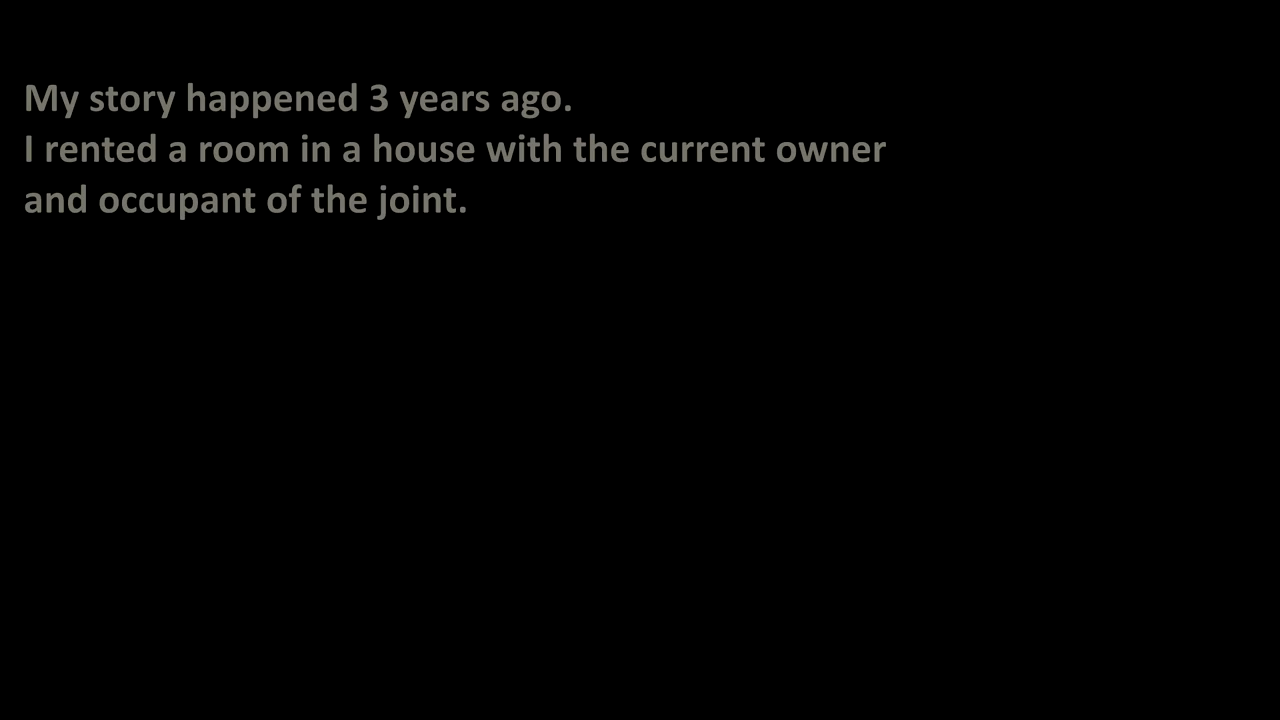 My story happened 3 years ago.
I rented a room in a house with the current owner
and occupant of the joint.